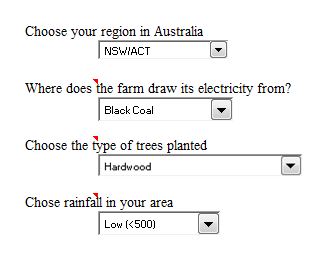 Choose your region in Australia
NSW/ACT
Where does the farm draw its electricity from?
Black Coal
Choose the type of trees planted
Hardwood
Chose rainfall in your area
Low (<500)